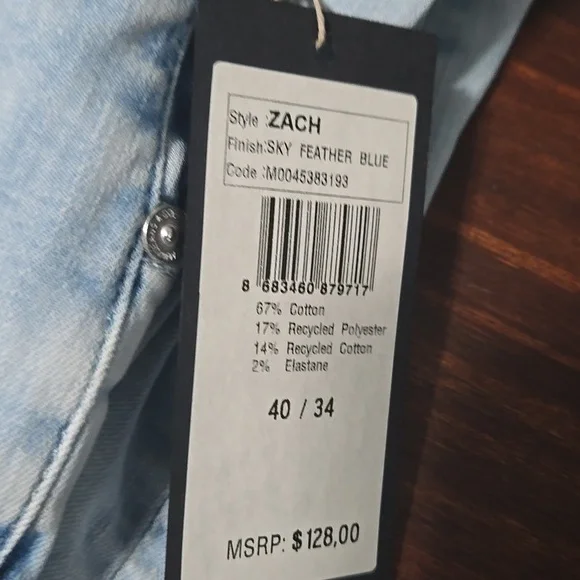 Style :ZACH
Finish:SKY FEATHER BLUE
Code :M0045383193
8 683460 879717
67% Cotton
17% Recycled Polyester
14% Recycled Cotton
2% Elastane
40 / 34
MSRP: $128,00